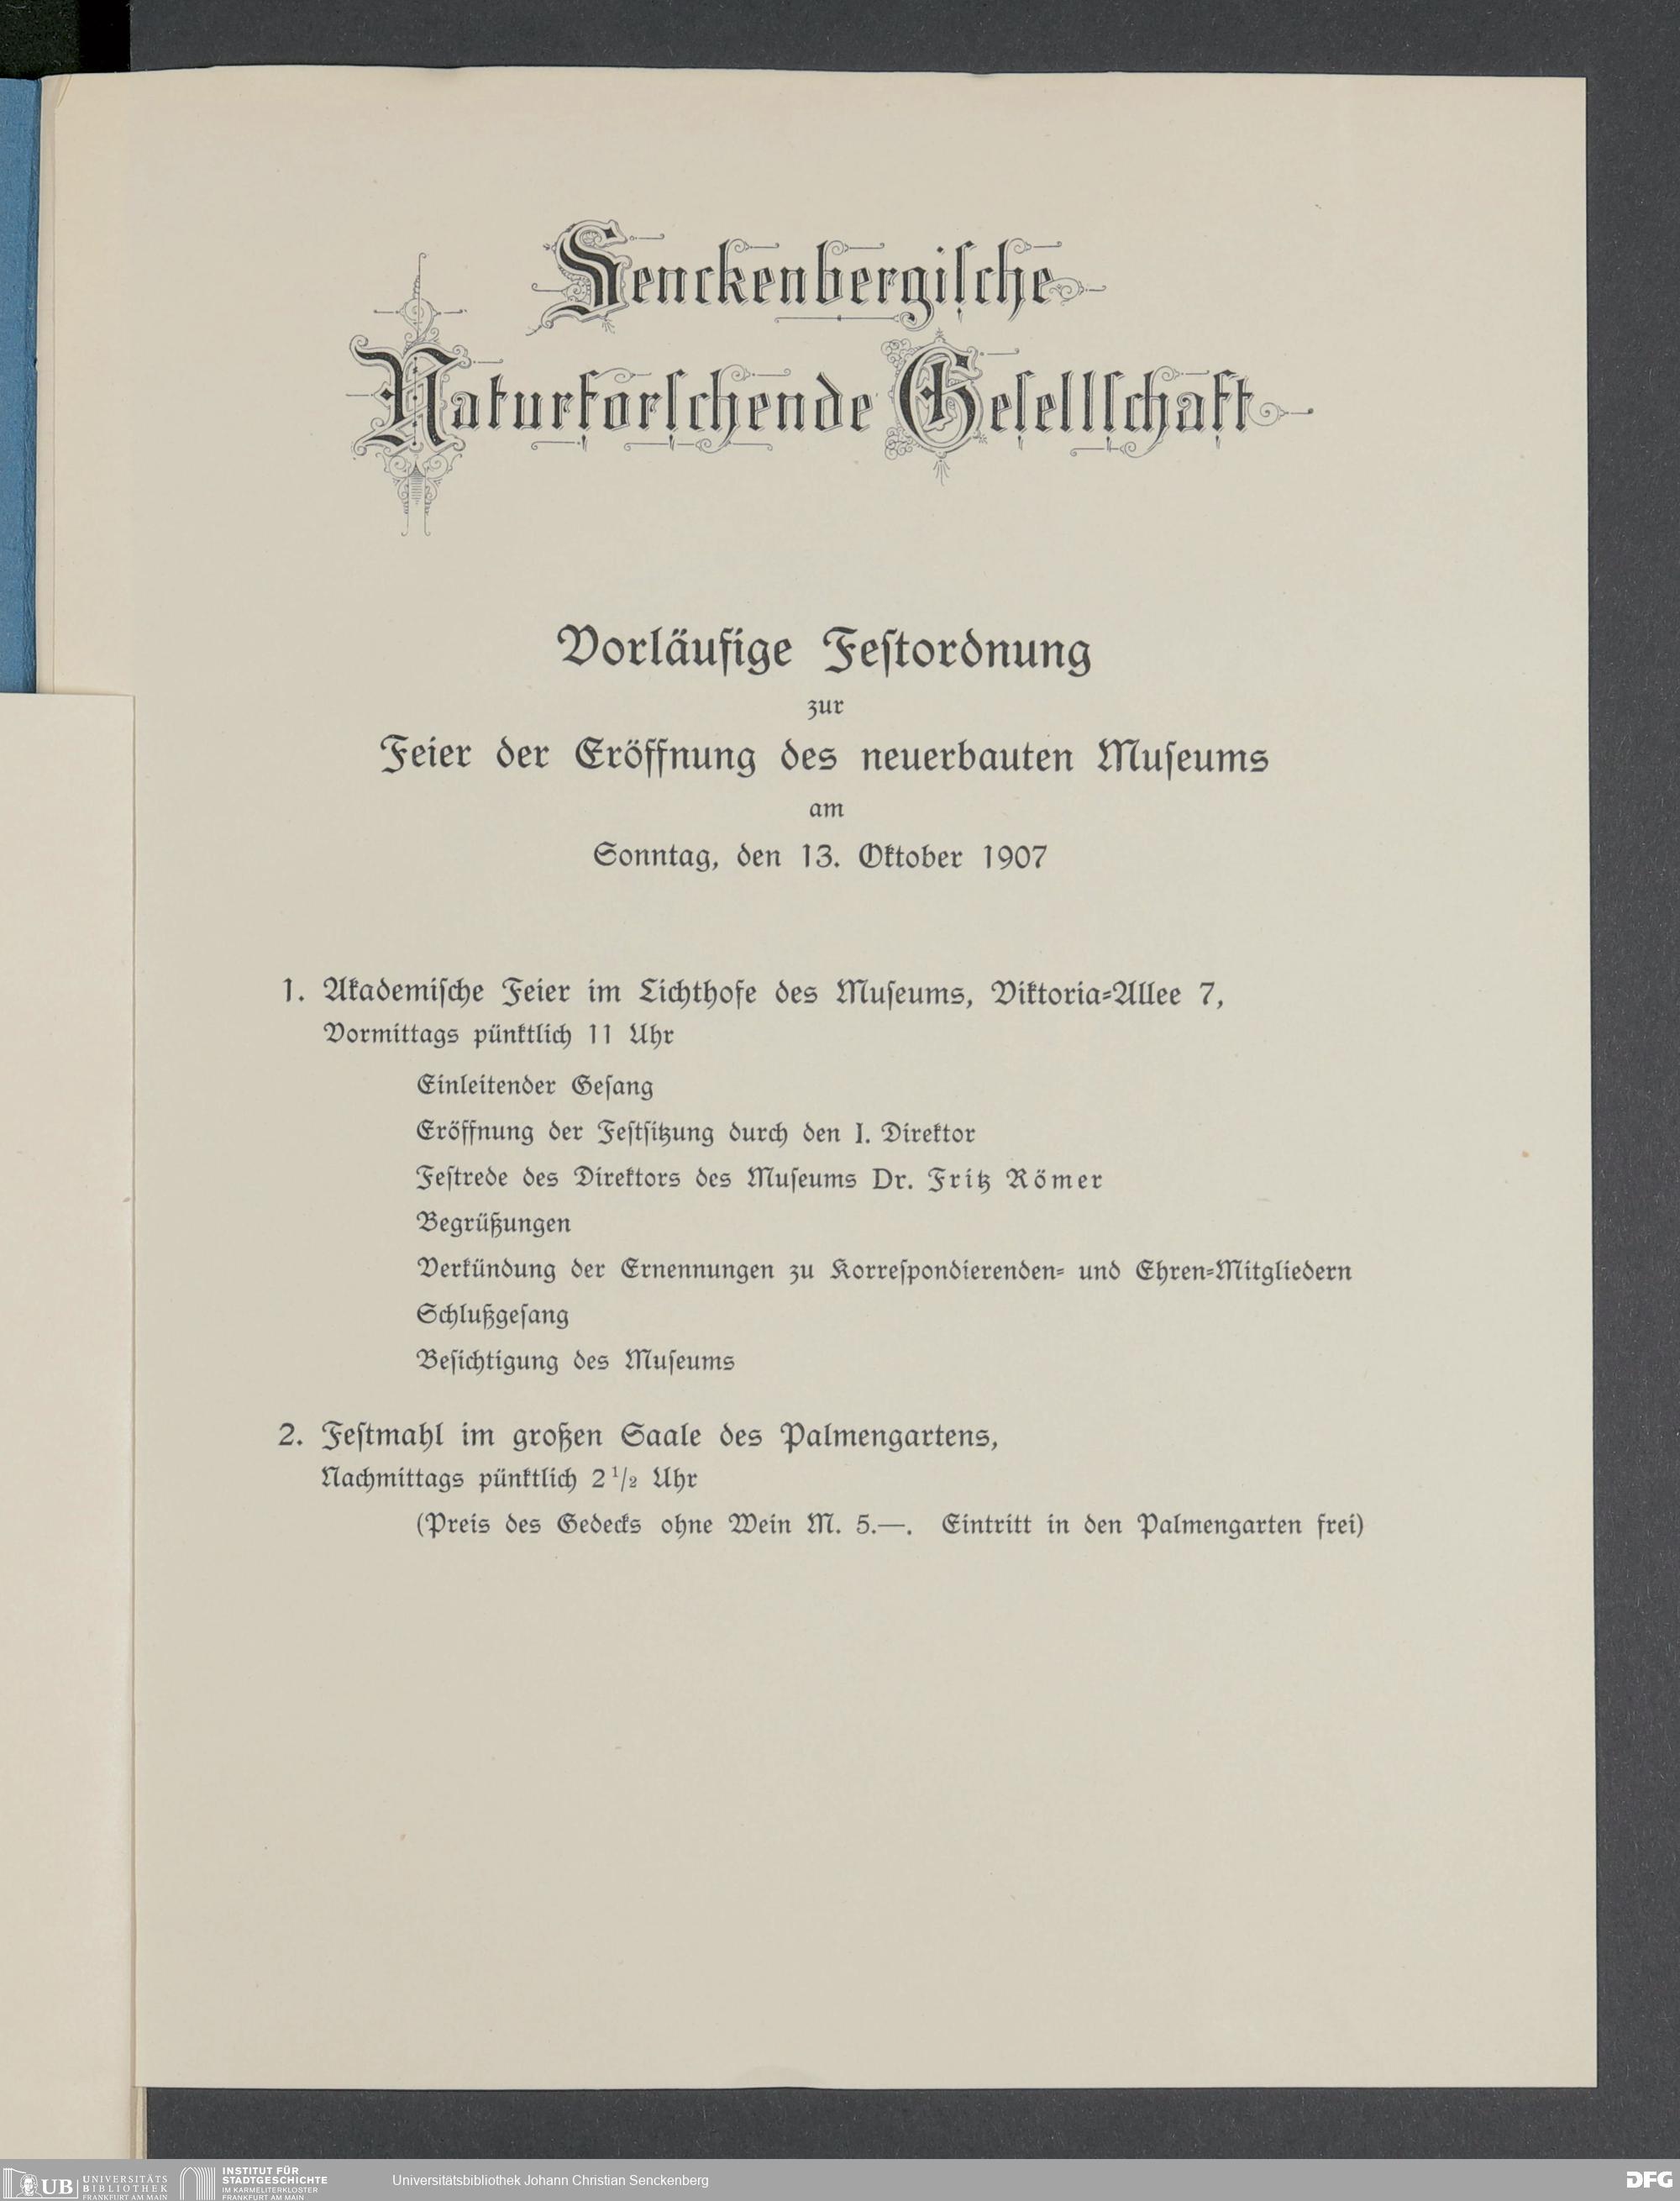 Senckenbergiſche
Naturforſchende Geſellſchaft
Vorläufige Feſtordnung
zur
Feier der Eröffnung des neuerbauten Muſeums
am
Sonntag, den 13. Oktober 1907
1. Akademiſche Feier im Lichthofe des Muſeums, Viktoria-Allee 7,
Vormittags pünktlich 11 Uhr
Einleitender Geſang
Eröffnung der Feſtſitzung durch den I. Direktor
Feſtrede des Direktors des Muſeums Dr. Fritz Römer
Begrüßungen
Verkündung der Ernennungen zu Korreſpondierenden- und Ehren-Mitgliedern
Schlußgeſang
Beſichtigung des Muſeums
2. Feſtmahl im großen Saale des Palmengartens,
Nachmittags pünktlich 2 1/2 Uhr
(Preis des Gedecks ohne Wein M. 5.—. Eintritt in den Palmengarten frei)
UB UNIVERSITÄTS
BIBLIOTHEK
FRANKFURT AM MAIN
INSTITUT FÜR
STADTGESCHICHTE
IM KARMELITERKLOSTER
FRANKFURT AM MAIN
Universitätsbibliothek Johann Christian Senckenberg
DFG